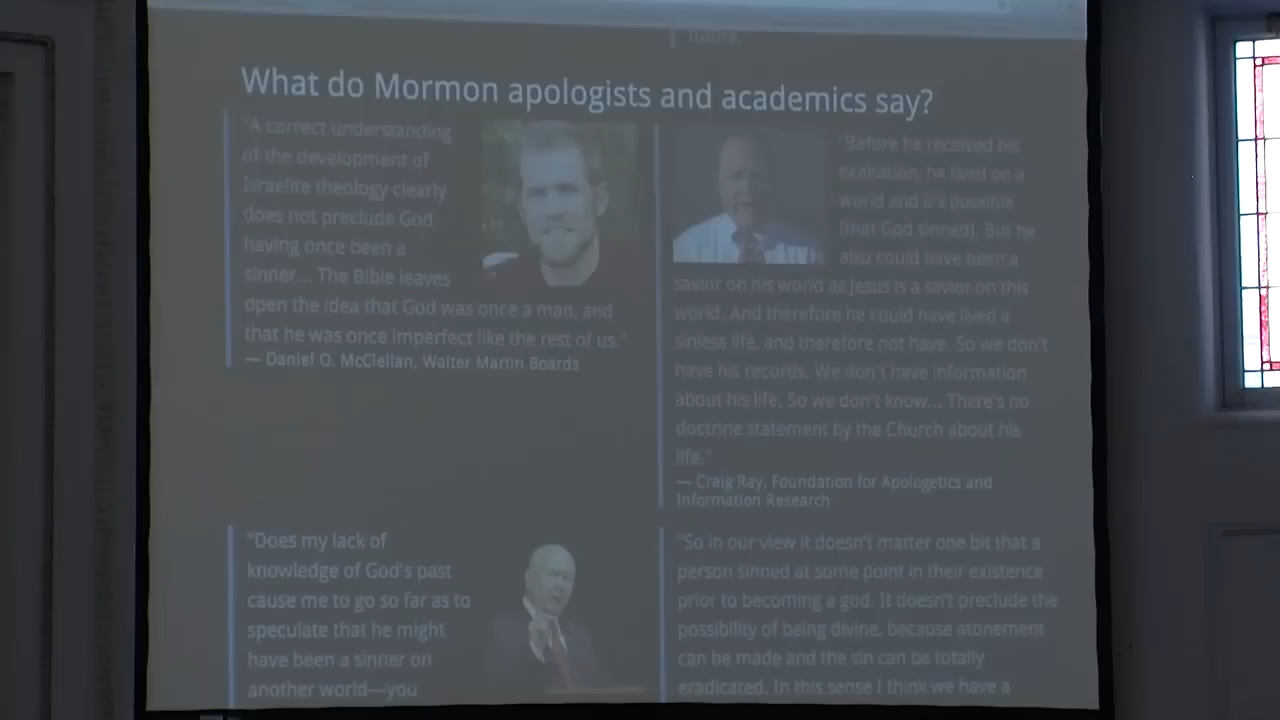 What do Mormon apologists and academics say?
"A correct understanding
of the development of
Israelite theology clearly
does not preclude God
having once been a
sinner... The Bible leaves
open the idea that God was once a man, and
that he was once imperfect like the rest of us."
— Daniel O. McClellan, Walter Martin Boards
"Before he received his
exaltation, he lived on a
world and it's possible
[that God sinned]. But he
also could have been a
savior on his world as Jesus is a savior on this
world. And therefore he could have lived a
sinless life, and therefore not have. So we don't
have his records. We don't have information
about his life. So we don't know... There's no
doctrine statement by the Church about his
life."
— Craig Ray, Foundation for Apologetics and
Information Research
"Does my lack of
knowledge of God's past
cause me to go so far as to
speculate that he might
have been a sinner on
another world—you
"So in our view it doesn't matter one bit that a
person sinned at some point in their existence
prior to becoming a god. It doesn't preclude the
possibility of being divine, because atonement
can be made and the sin can be totally
eradicated. In this sense I think we have a